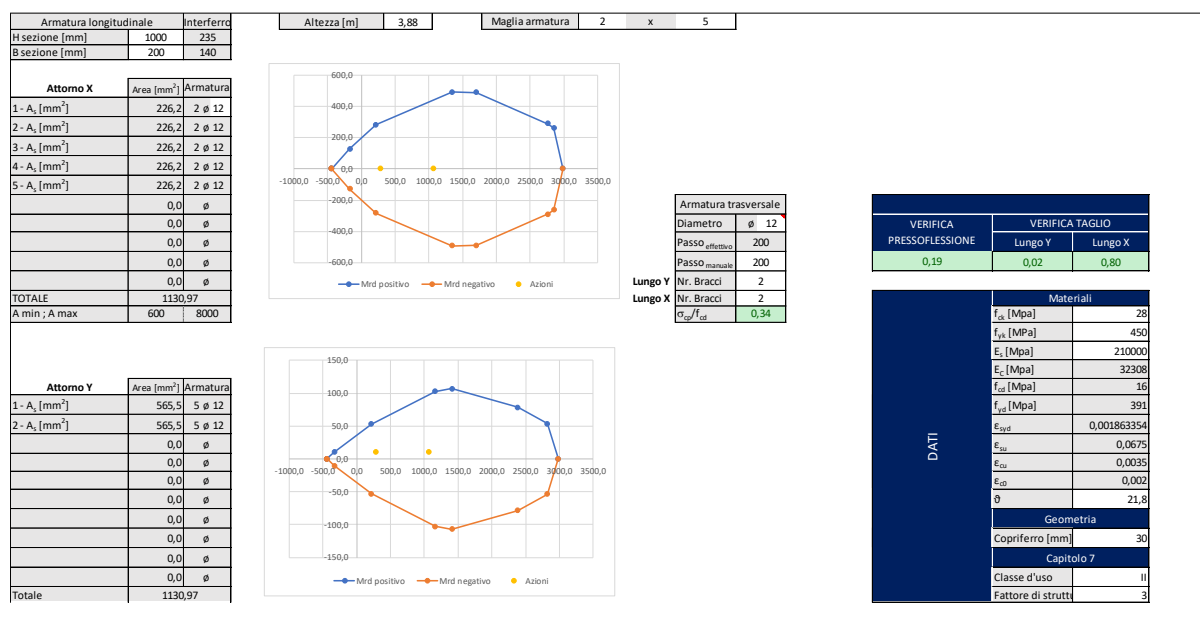 Armatura longitudinale Interferro
H sezione [mm] 1000 235
B sezione [mm] 200 140
Altezza [m] 3,88
Maglia armatura 2 x 5
Attorno X Area [mm²] Armatura
1 - As [mm²] 226,2 2 ø 12
2 - As [mm²] 226,2 2 ø 12
3 - As [mm²] 226,2 2 ø 12
4 - As [mm²] 226,2 2 ø 12
5 - As [mm²] 226,2 2 ø 12
0,0 ø
0,0 ø
0,0 ø
0,0 ø
0,0 ø
TOTALE 1130,97
A min ; A max 600 8000
600,0
400,0
200,0
0,0
-1000,0 -500,0 0,0 500,0 1000,0 1500,0 2000,0 2500,0 3000,0 3500,0
-200,0
-400,0
-600,0
Mrd positivo Mrd negativo Azioni
Armatura trasversale
Diametro ø 12
Passo effettivo 200
Passo manuale 200
Lungo Y Nr. Bracci 2
Lungo X Nr. Bracci 2
σcp/fcd 0,34
VERIFICA PRESSOFLESSIONE
VERIFICA TAGLIO
Lungo Y Lungo X
0,19 0,02 0,80
Attorno Y Area [mm²] Armatura
1 - As [mm²] 565,5 5 ø 12
2 - As [mm²] 565,5 5 ø 12
0,0 ø
0,0 ø
0,0 ø
0,0 ø
0,0 ø
0,0 ø
0,0 ø
0,0 ø
Totale 1130,97
150,0
100,0
50,0
0,0
-1000,0 -500,0 0,0 500,0 1000,0 1500,0 2000,0 2500,0 3000,0 3500,0
-50,0
-100,0
-150,0
Mrd positivo Mrd negativo Azioni
DATI
Materiali
fck [Mpa] 28
fyk [MPa] 450
Es [Mpa] 210000
EC [Mpa] 32308
fcd [Mpa] 16
fyd [Mpa] 391
εsyd 0,001863354
εsu 0,0675
εcu 0,0035
εc0 0,002
ϑ 21,8
Geometria
Copriferro [mm] 30
Capitolo 7
Classe d'uso II
Fattore di struttu 3